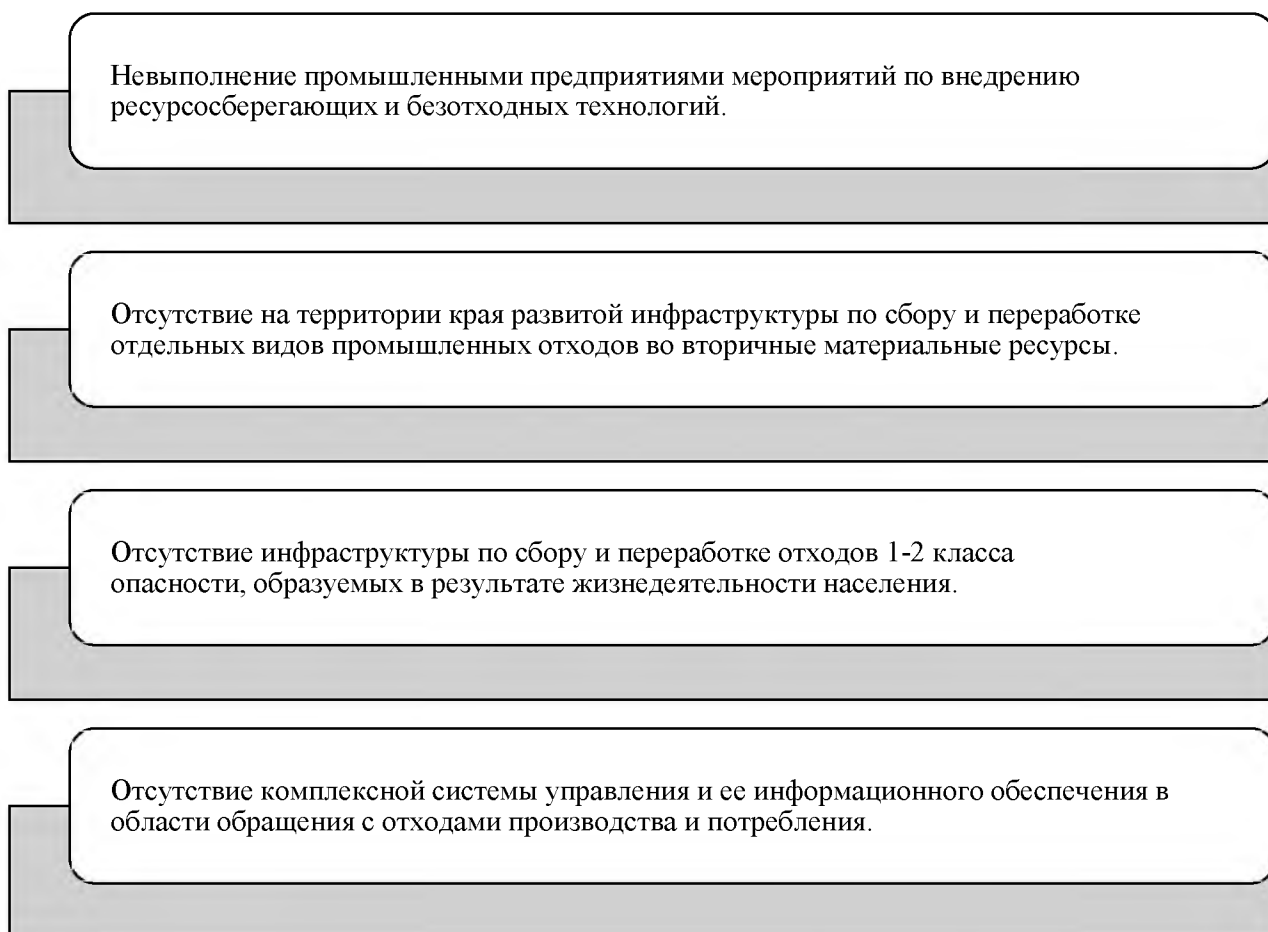 Невыполнение промышленными предприятиями мероприятий по внедрению
ресурсосберегающих и безотходных технологий.
Отсутствие на территории края развитой инфраструктуры по сбору и переработке
отдельных видов промышленных отходов во вторичные материальные ресурсы.
Отсутствие инфраструктуры по сбору и переработке отходов 1-2 класса
опасности, образуемых в результате жизнедеятельности населения.
Отсутствие комплексной системы управления и ее информационного обеспечения в
области обращения с отходами производства и потребления.